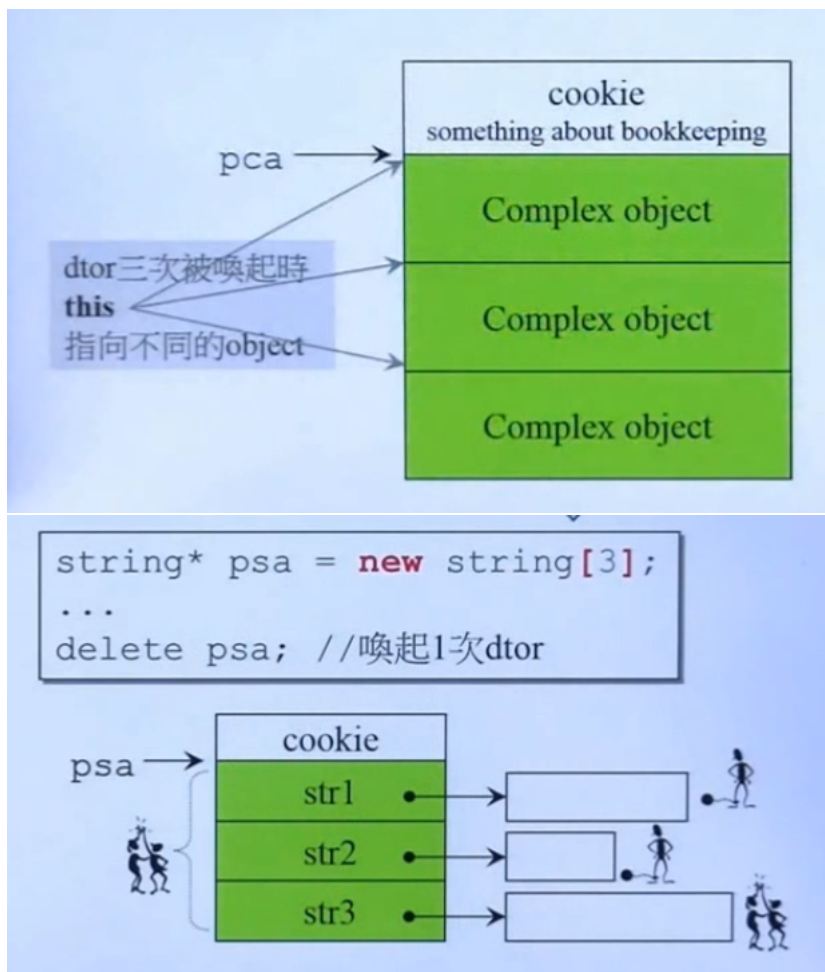 cookie
something about bookkeeping
pca
Complex object
dtor三次被喚起時
this
指向不同的object
Complex object
Complex object
string* psa = new string[3];
...
delete psa; //喚起1次dtor
cookie
psa
str1
str2
str3